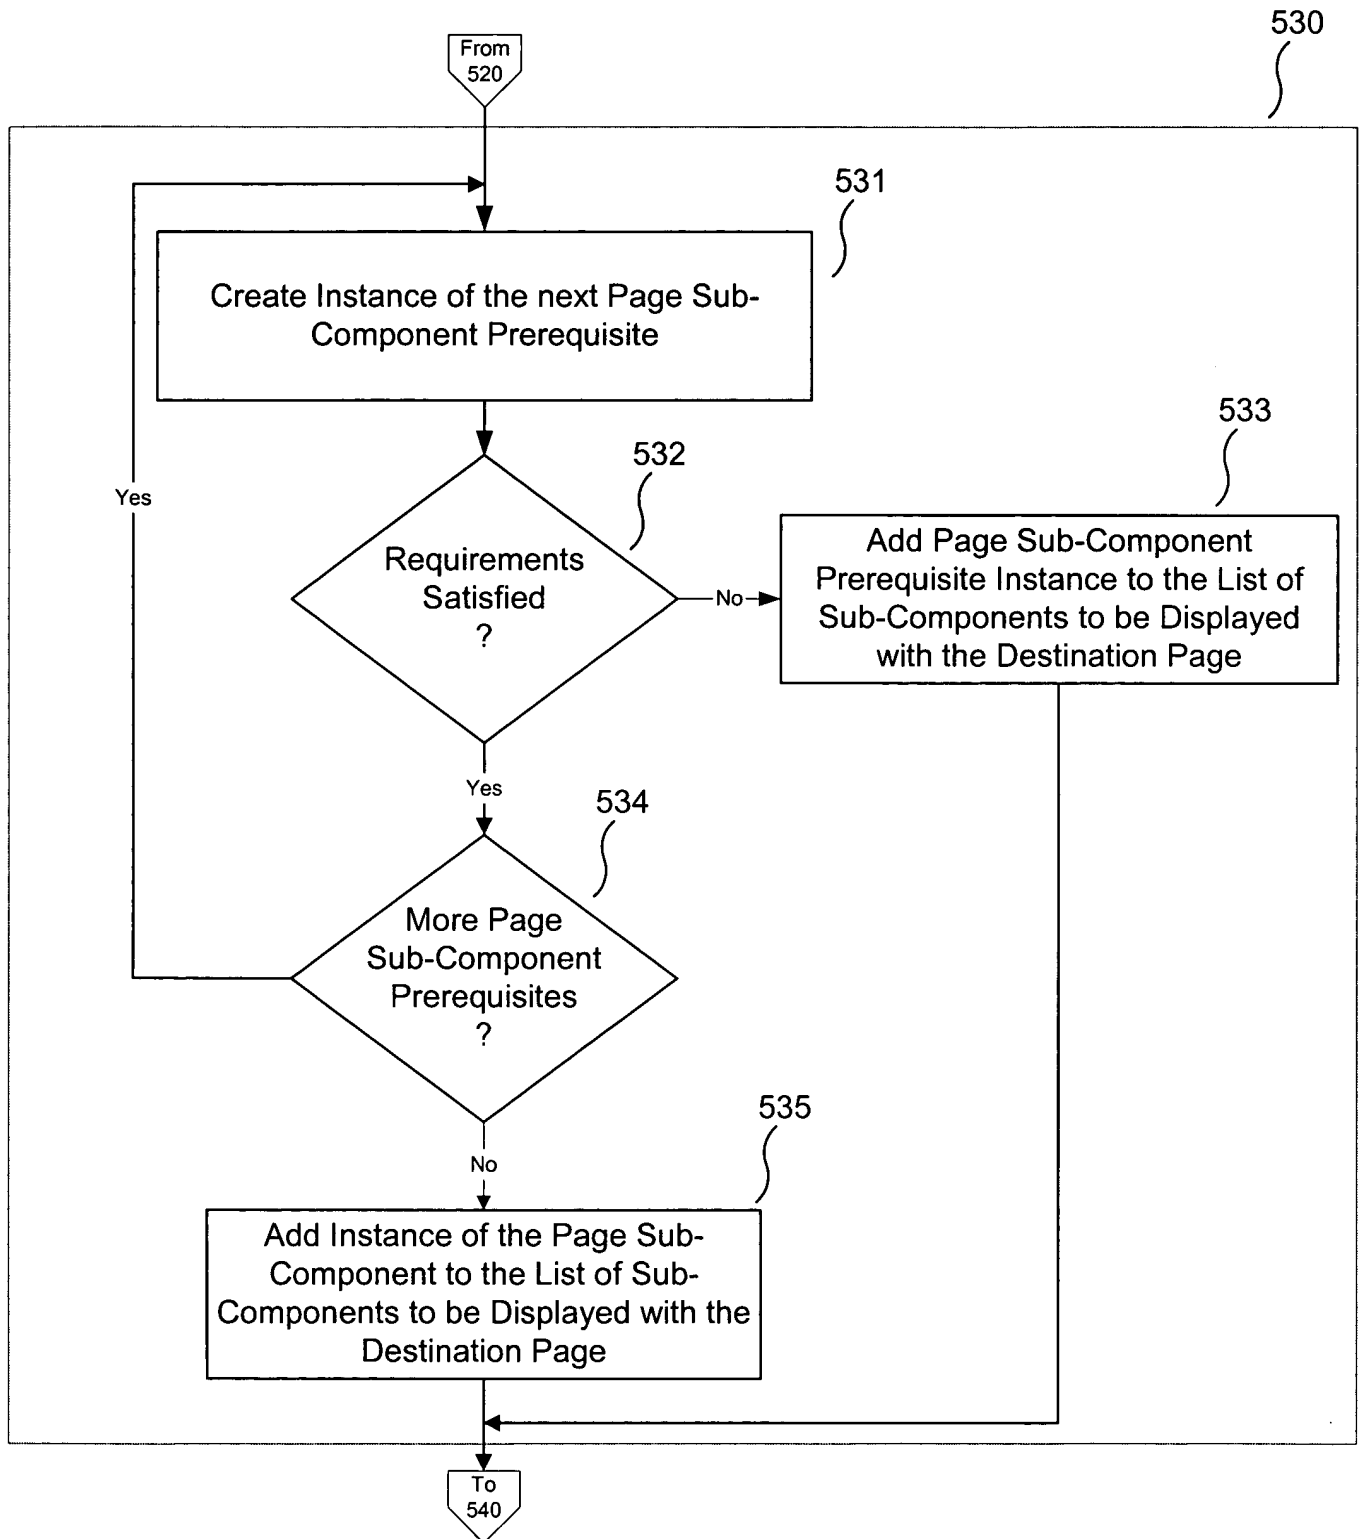 530
From
520
531
Create Instance of the next Page Sub-
Component Prerequisite
532
533
Yes
Requirements
Satisfied
?
No
Add Page Sub-Component
Prerequisite Instance to the List of
Sub-Components to be Displayed
with the Destination Page
Yes
534
More Page
Sub-Component
Prerequisites
?
535
No
Add Instance of the Page Sub-
Component to the List of Sub-
Components to be Displayed with the
Destination Page
To
540